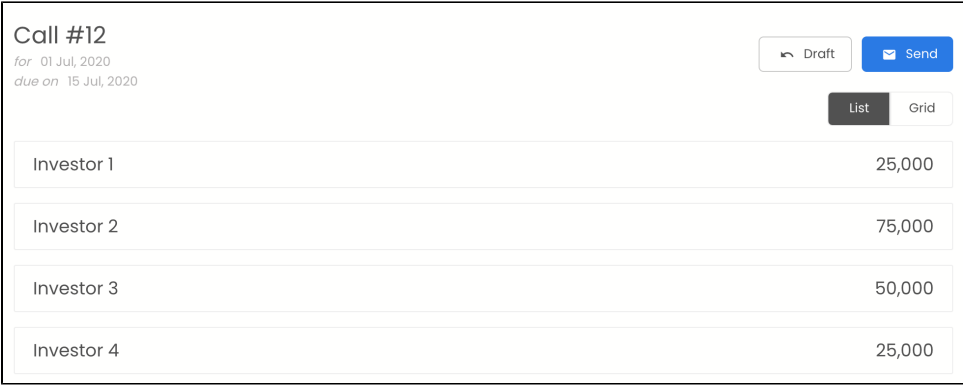 Call #12
for 01 Jul, 2020
due on 15 Jul, 2020
Draft
Send
List
Grid
Investor 1 25,000
Investor 2 75,000
Investor 3 50,000
Investor 4 25,000